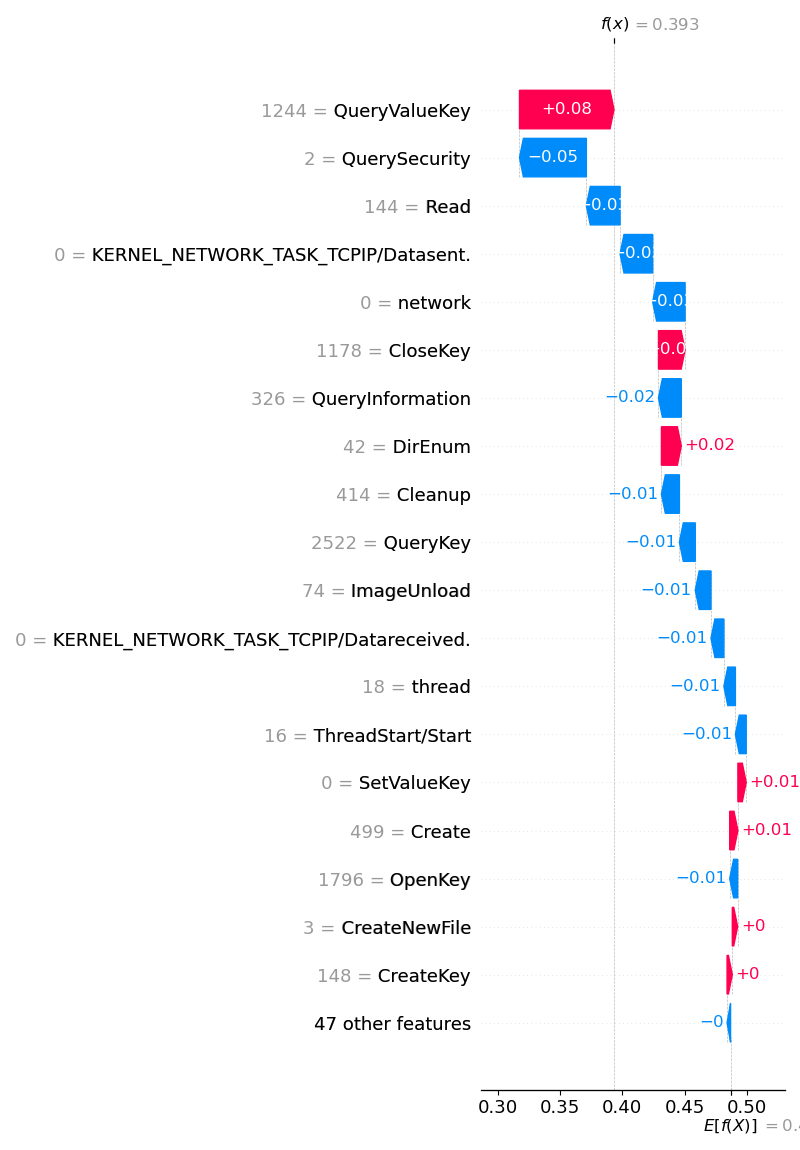 f(x) = 0.393
1244 = QueryValueKey +0.08
2 = QuerySecurity −0.05
144 = Read
0 = KERNEL_NETWORK_TASK_TCPIP/Datasent.
0 = network
1178 = CloseKey
326 = QueryInformation −0.02
42 = DirEnum +0.02
414 = Cleanup −0.01
2522 = QueryKey −0.01
74 = ImageUnload −0.01
0 = KERNEL_NETWORK_TASK_TCPIP/Datareceived. −0.01
18 = thread −0.01
16 = ThreadStart/Start −0.01
0 = SetValueKey +0.01
499 = Create +0.01
1796 = OpenKey −0.01
3 = CreateNewFile +0
148 = CreateKey +0
47 other features −0
0.30 0.35 0.40 0.45 0.50
E[f(X)] =